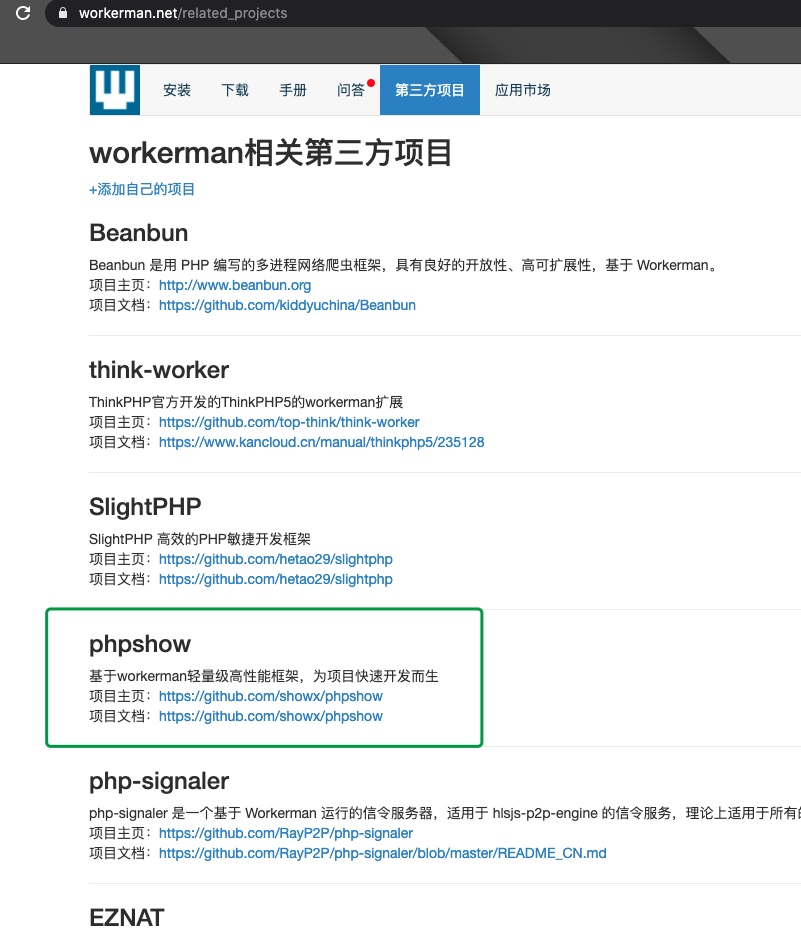 workerman.net/related_projects
安装 下载 手册 问答 第三方项目 应用市场
workerman相关第三方项目
+添加自己的项目
Beanbun
Beanbun 是用 PHP 编写的多进程网络爬虫框架，具有良好的开放性、高可扩展性，基于 Workerman。
项目主页：http://www.beanbun.org
项目文档：https://github.com/kiddyuchina/Beanbun
think-worker
ThinkPHP官方开发的ThinkPHP5的workerman扩展
项目主页：https://github.com/top-think/think-worker
项目文档：https://www.kancloud.cn/manual/thinkphp5/235128
SlightPHP
SlightPHP 高效的PHP敏捷开发框架
项目主页：https://github.com/hetao29/slightphp
项目文档：https://github.com/hetao29/slightphp
phpshow
基于workerman轻量级高性能框架，为项目快速开发而生
项目主页：https://github.com/showx/phpshow
项目文档：https://github.com/showx/phpshow
php-signaler
php-signaler 是一个基于 Workerman 运行的信令服务器，适用于 hlsjs-p2p-engine 的信令服务，理论上适用于所有
项目主页：https://github.com/RayP2P/php-signaler
项目文档：https://github.com/RayP2P/php-signaler/blob/master/README_CN.md
EZNAT